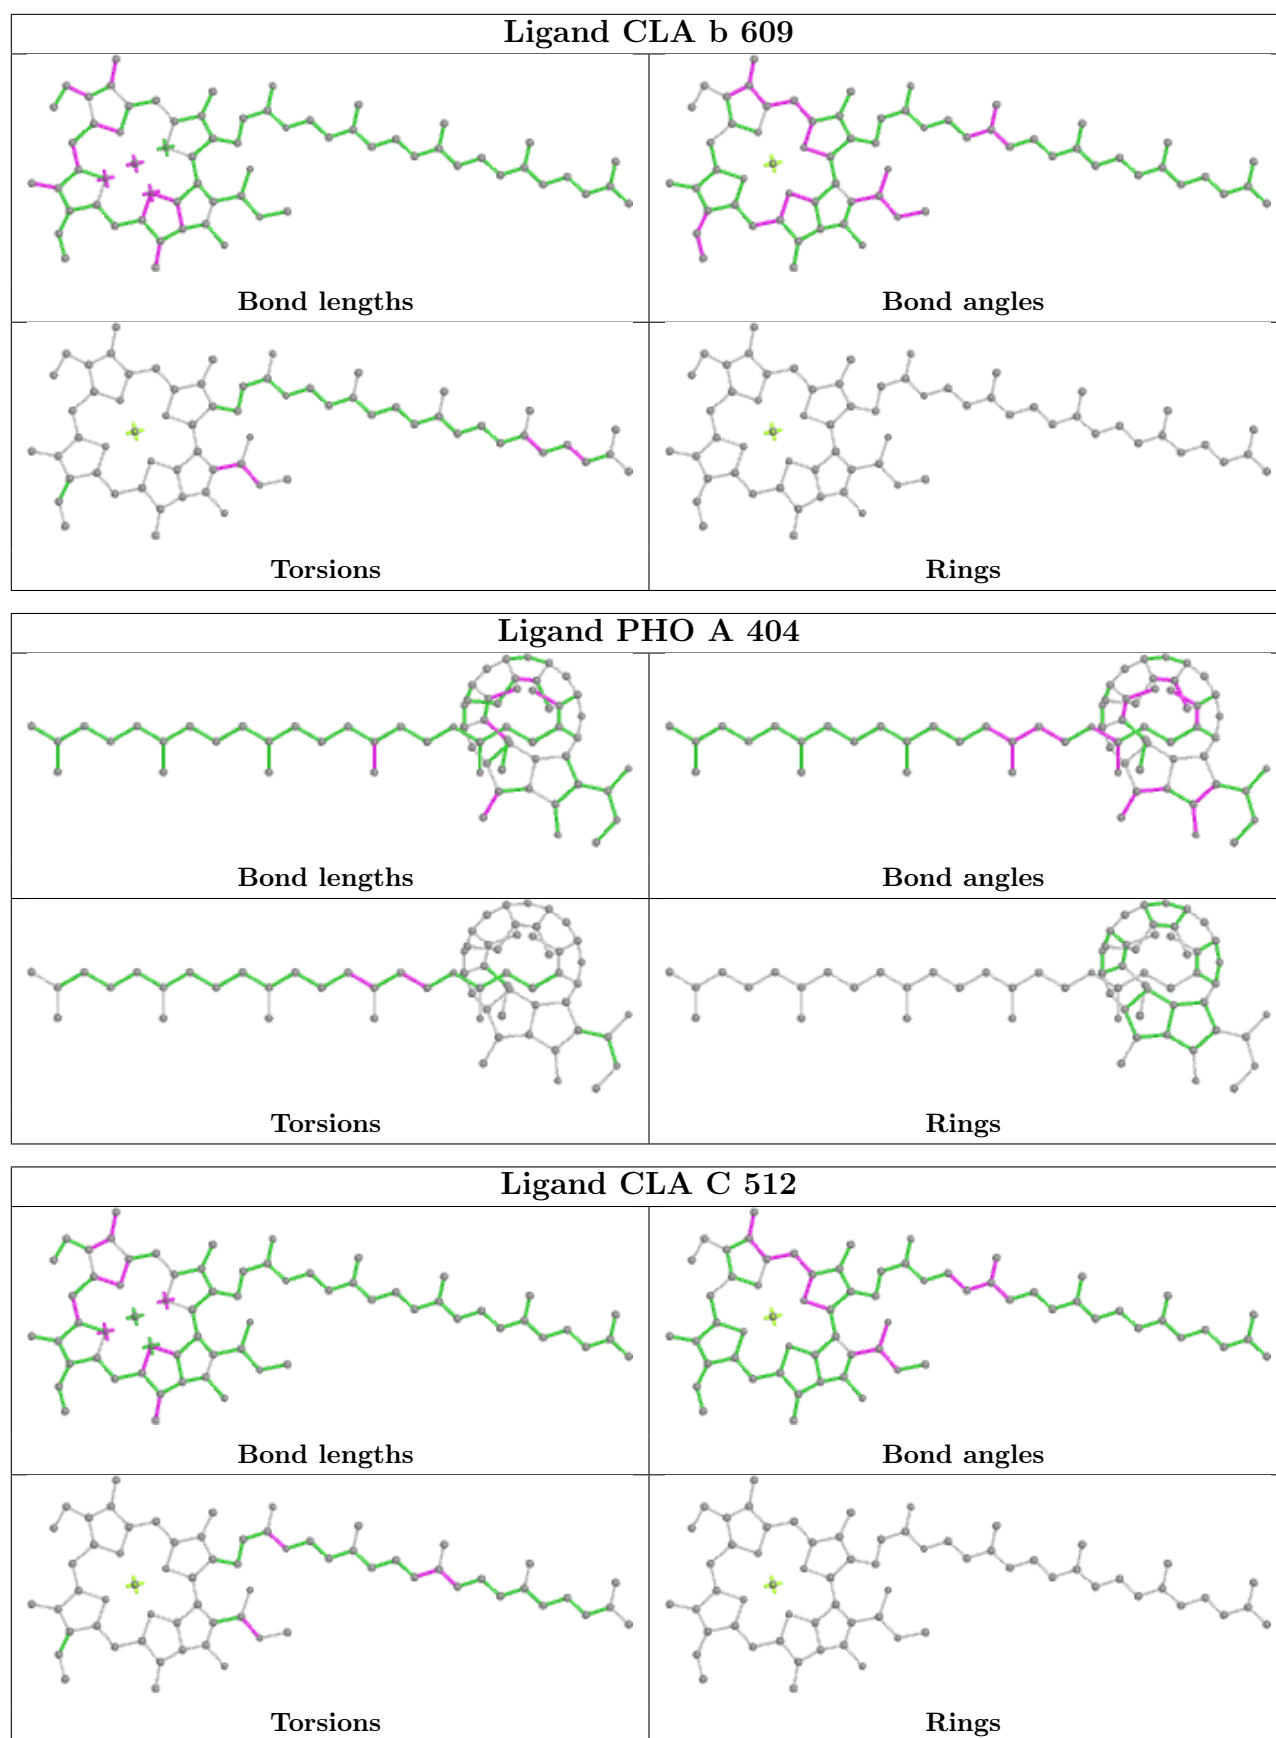 Ligand CLA b 609
Bond lengths
Bond angles
Torsions
Rings
Ligand PHO A 404
Bond lengths
Bond angles
Torsions
Rings
Ligand CLA C 512
Bond lengths
Bond angles
Torsions
Rings